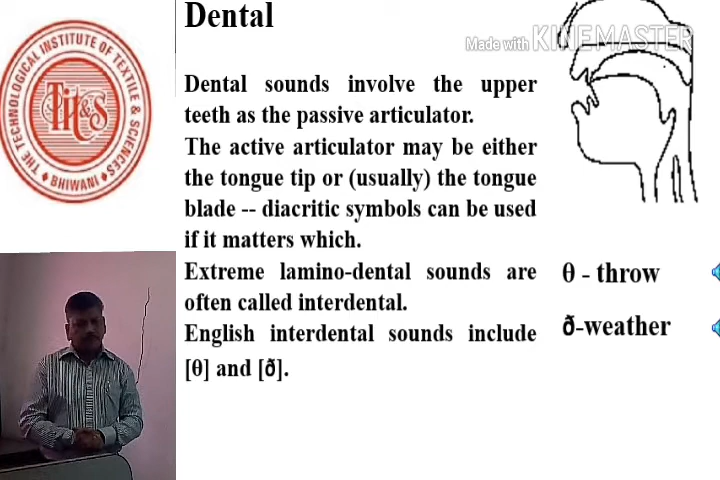 Dental
Made with KINEMASTER
THE TECHNOLOGICAL INSTITUTE OF TEXTILE & SCIENCES
TIT&S
BHIWANI
Dental sounds involve the upper
teeth as the passive articulator.
The active articulator may be either
the tongue tip or (usually) the tongue
blade -- diacritic symbols can be used
if it matters which.
Extreme lamino-dental sounds are
often called interdental.
English interdental sounds include
[θ] and [ð].
θ - throw
ð-weather